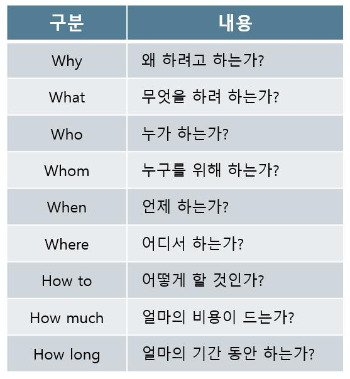 구분 내용
Why 왜 하려고 하는가?
What 무엇을 하려 하는가?
Who 누가 하는가?
Whom 누구를 위해 하는가?
When 언제 하는가?
Where 어디서 하는가?
How to 어떻게 할 것인가?
How much 얼마의 비용이 드는가?
How long 얼마의 기간 동안 하는가?